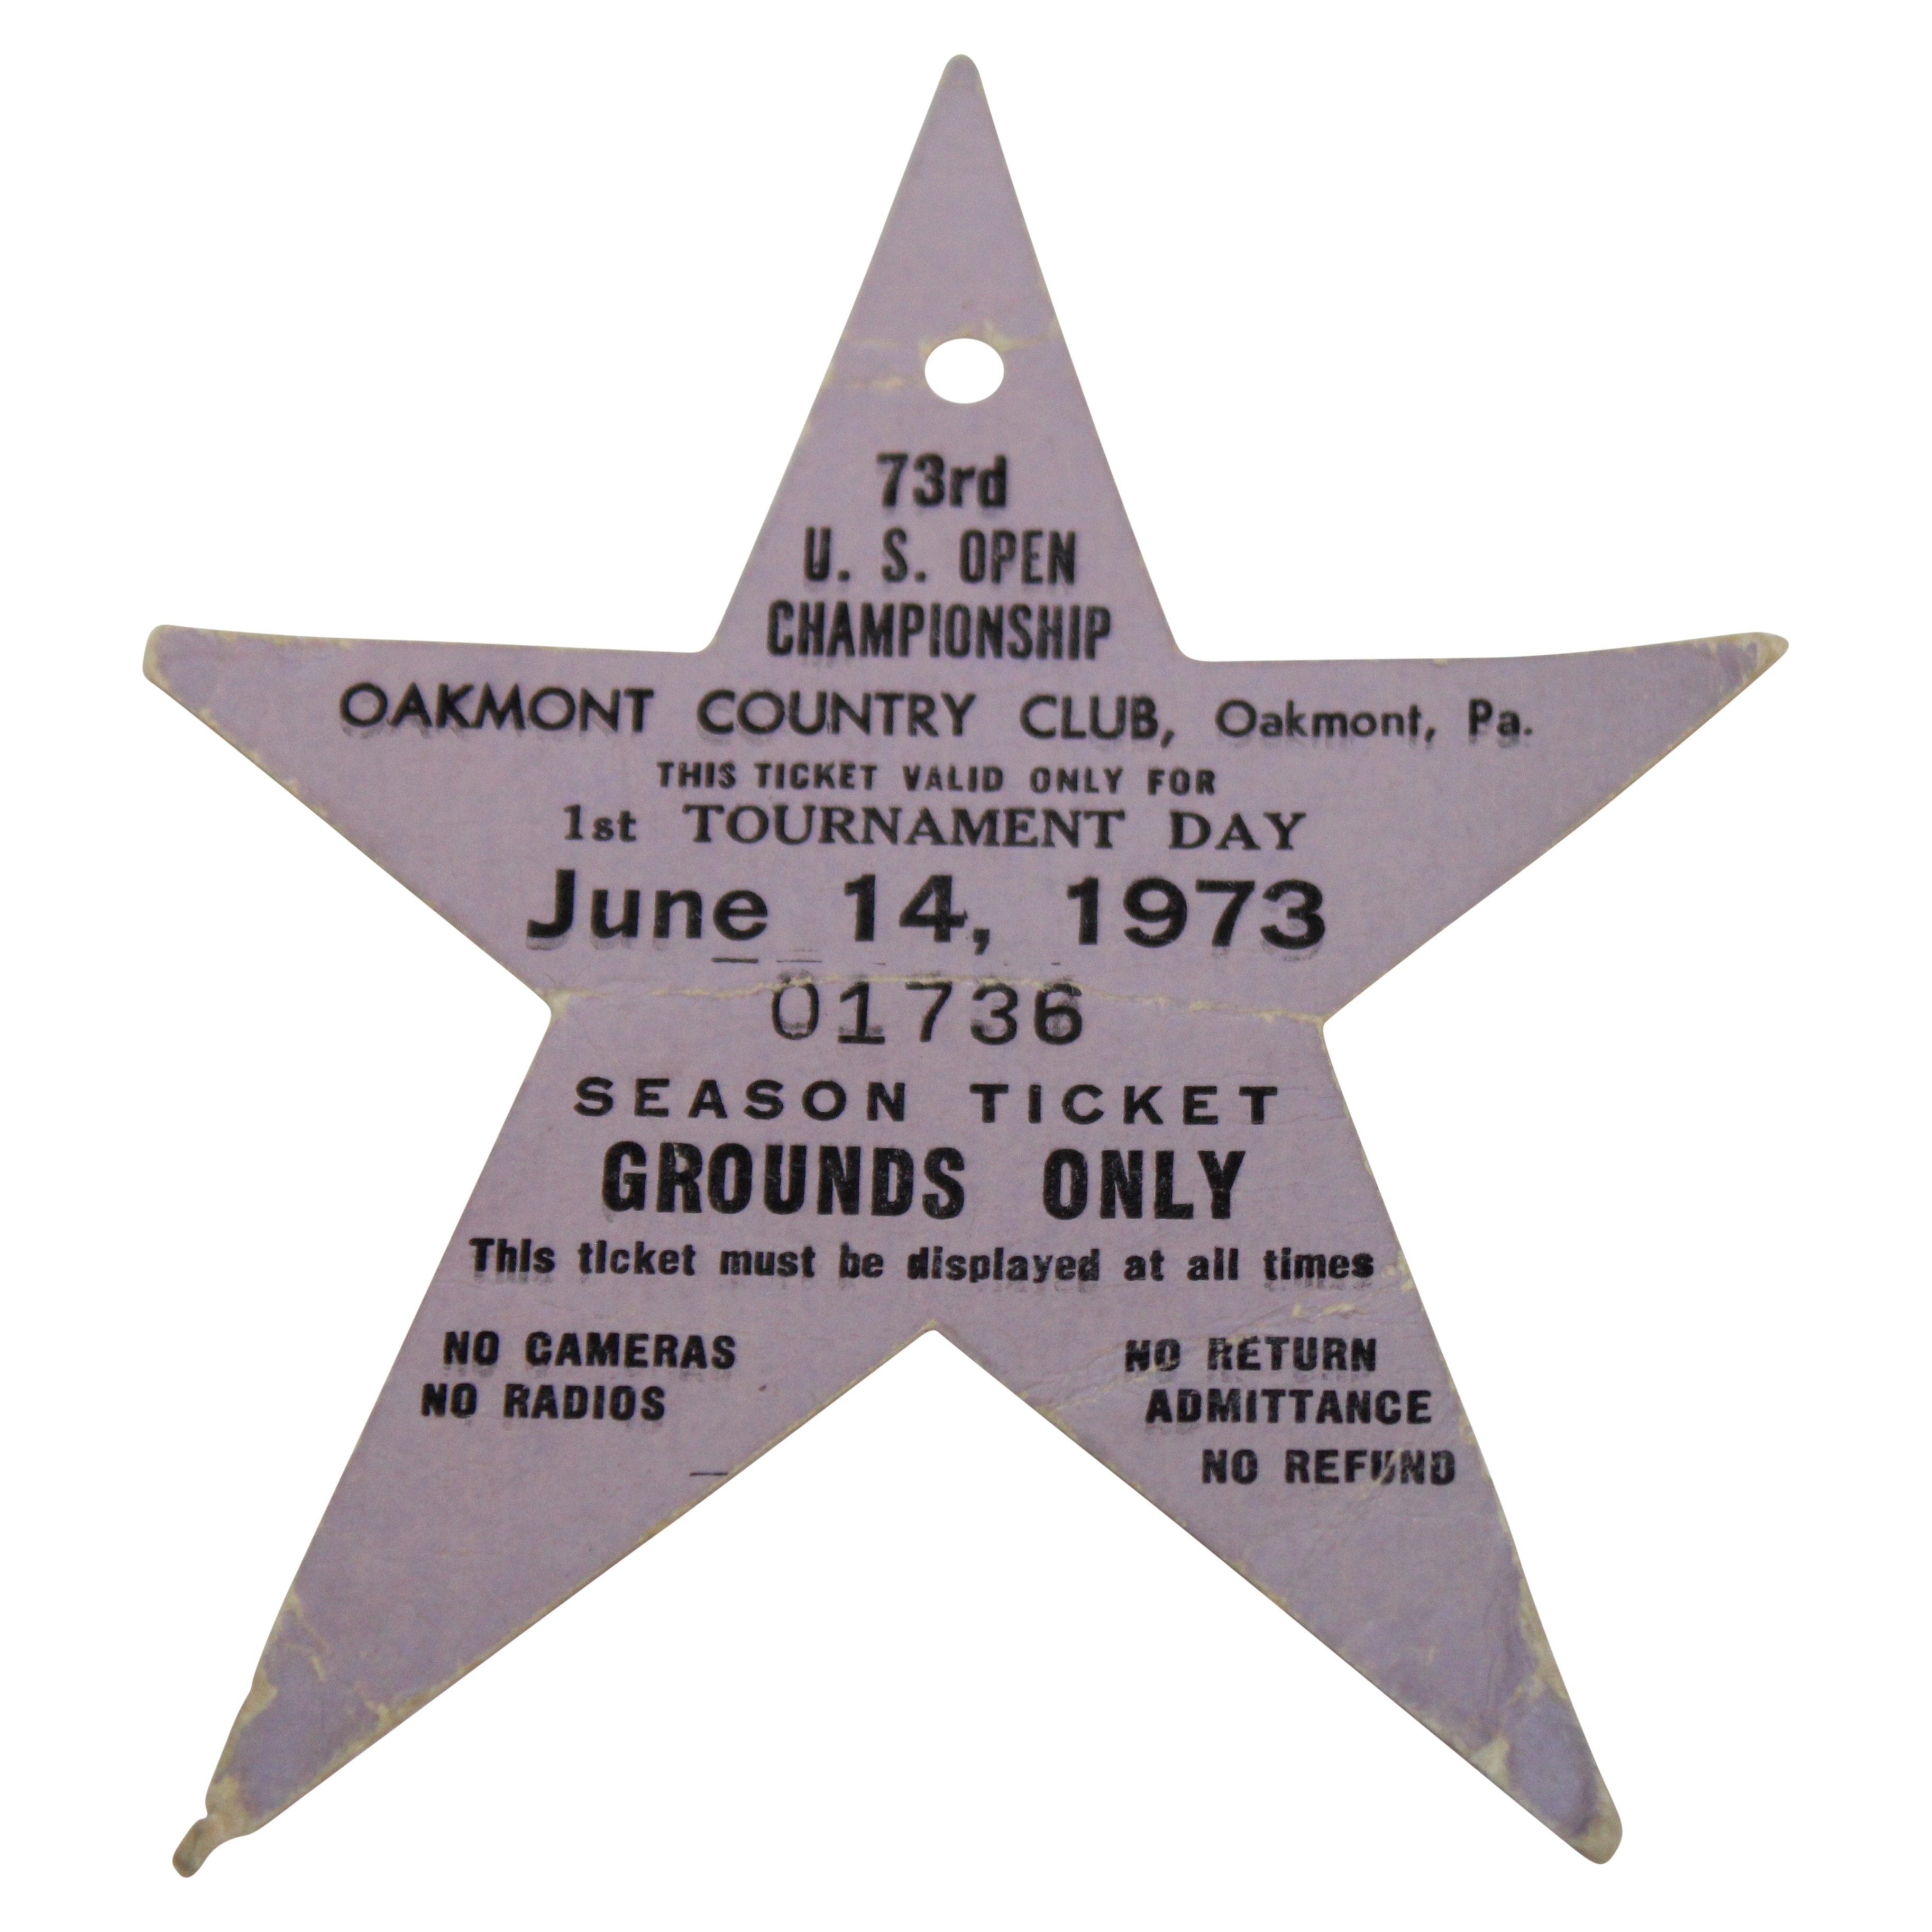 73rd
U. S. OPEN
CHAMPIONSHIP
OAKMONT COUNTRY CLUB, Oakmont, Pa.
THIS TICKET VALID ONLY FOR
1st TOURNAMENT DAY
June 14, 1973
01736
SEASON TICKET
GROUNDS ONLY
This ticket must be displayed at all times
NO CAMERAS
NO RADIOS
NO RETURN
ADMITTANCE
NO REFUND